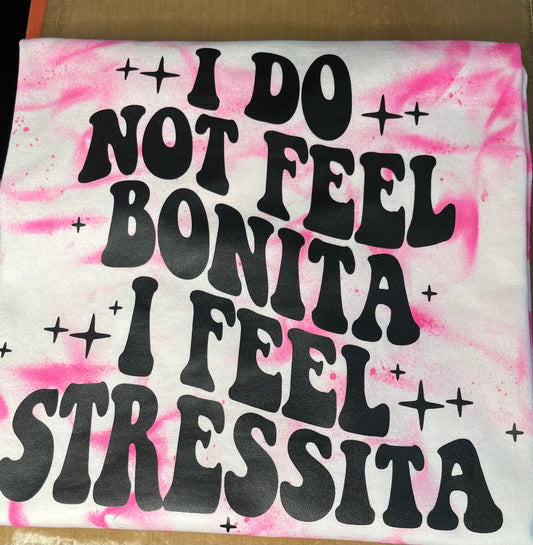 I DO
NOT FEEL
BONITA
I FEEL
STRESSITA